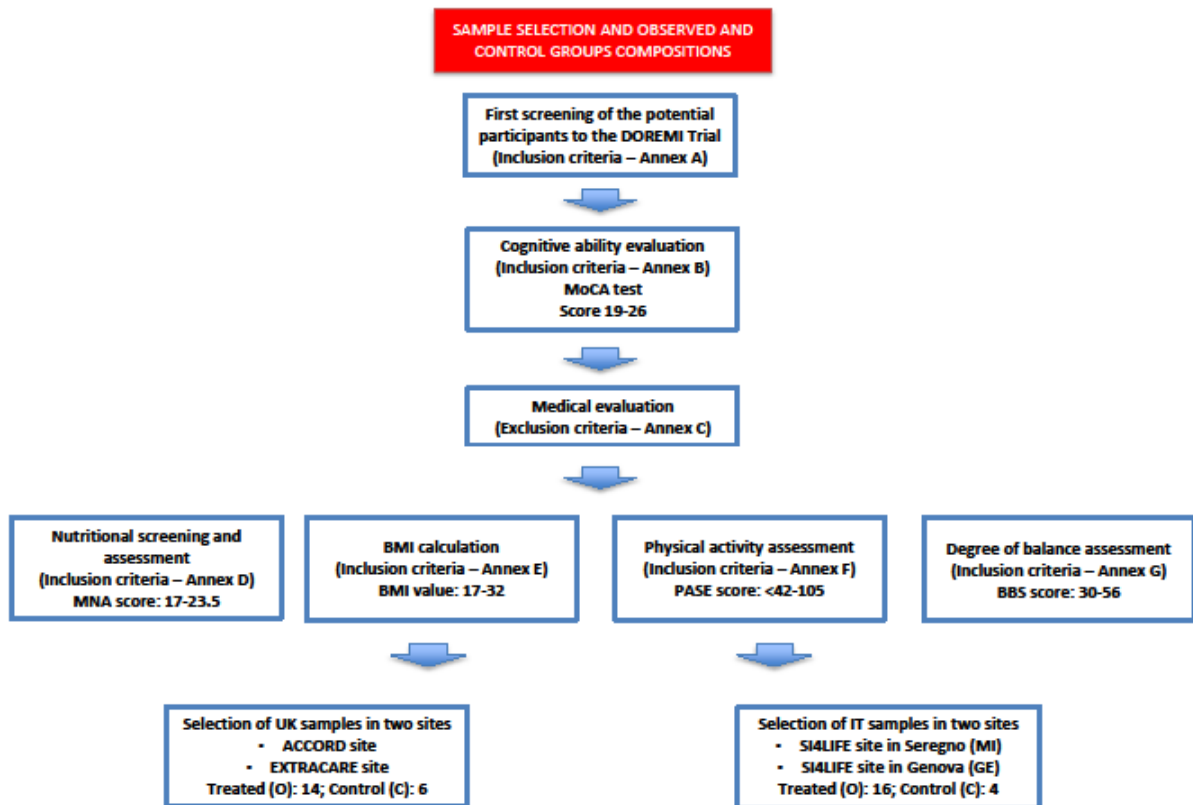 SAMPLE SELECTION AND OBSERVED AND
CONTROL GROUPS COMPOSITIONS
First screening of the potential
participants to the DOREMI Trial
(Inclusion criteria – Annex A)
Cognitive ability evaluation
(Inclusion criteria – Annex B)
MoCA test
Score 19-26
Medical evaluation
(Exclusion criteria – Annex C)
Nutritional screening and
assessment
(Inclusion criteria – Annex D)
MNA score: 17-23.5
BMI calculation
(Inclusion criteria – Annex E)
BMI value: 17-32
Physical activity assessment
(Inclusion criteria – Annex F)
PASE score: <42-105
Degree of balance assessment
(Inclusion criteria – Annex G)
BBS score: 30-56
Selection of UK samples in two sites
- ACCORD site
- EXTRACARE site
Treated (O): 14; Control (C): 6
Selection of IT samples in two sites
- SI4LIFE site in Seregno (MI)
- SI4LIFE site in Genova (GE)
Treated (O): 16; Control (C): 4